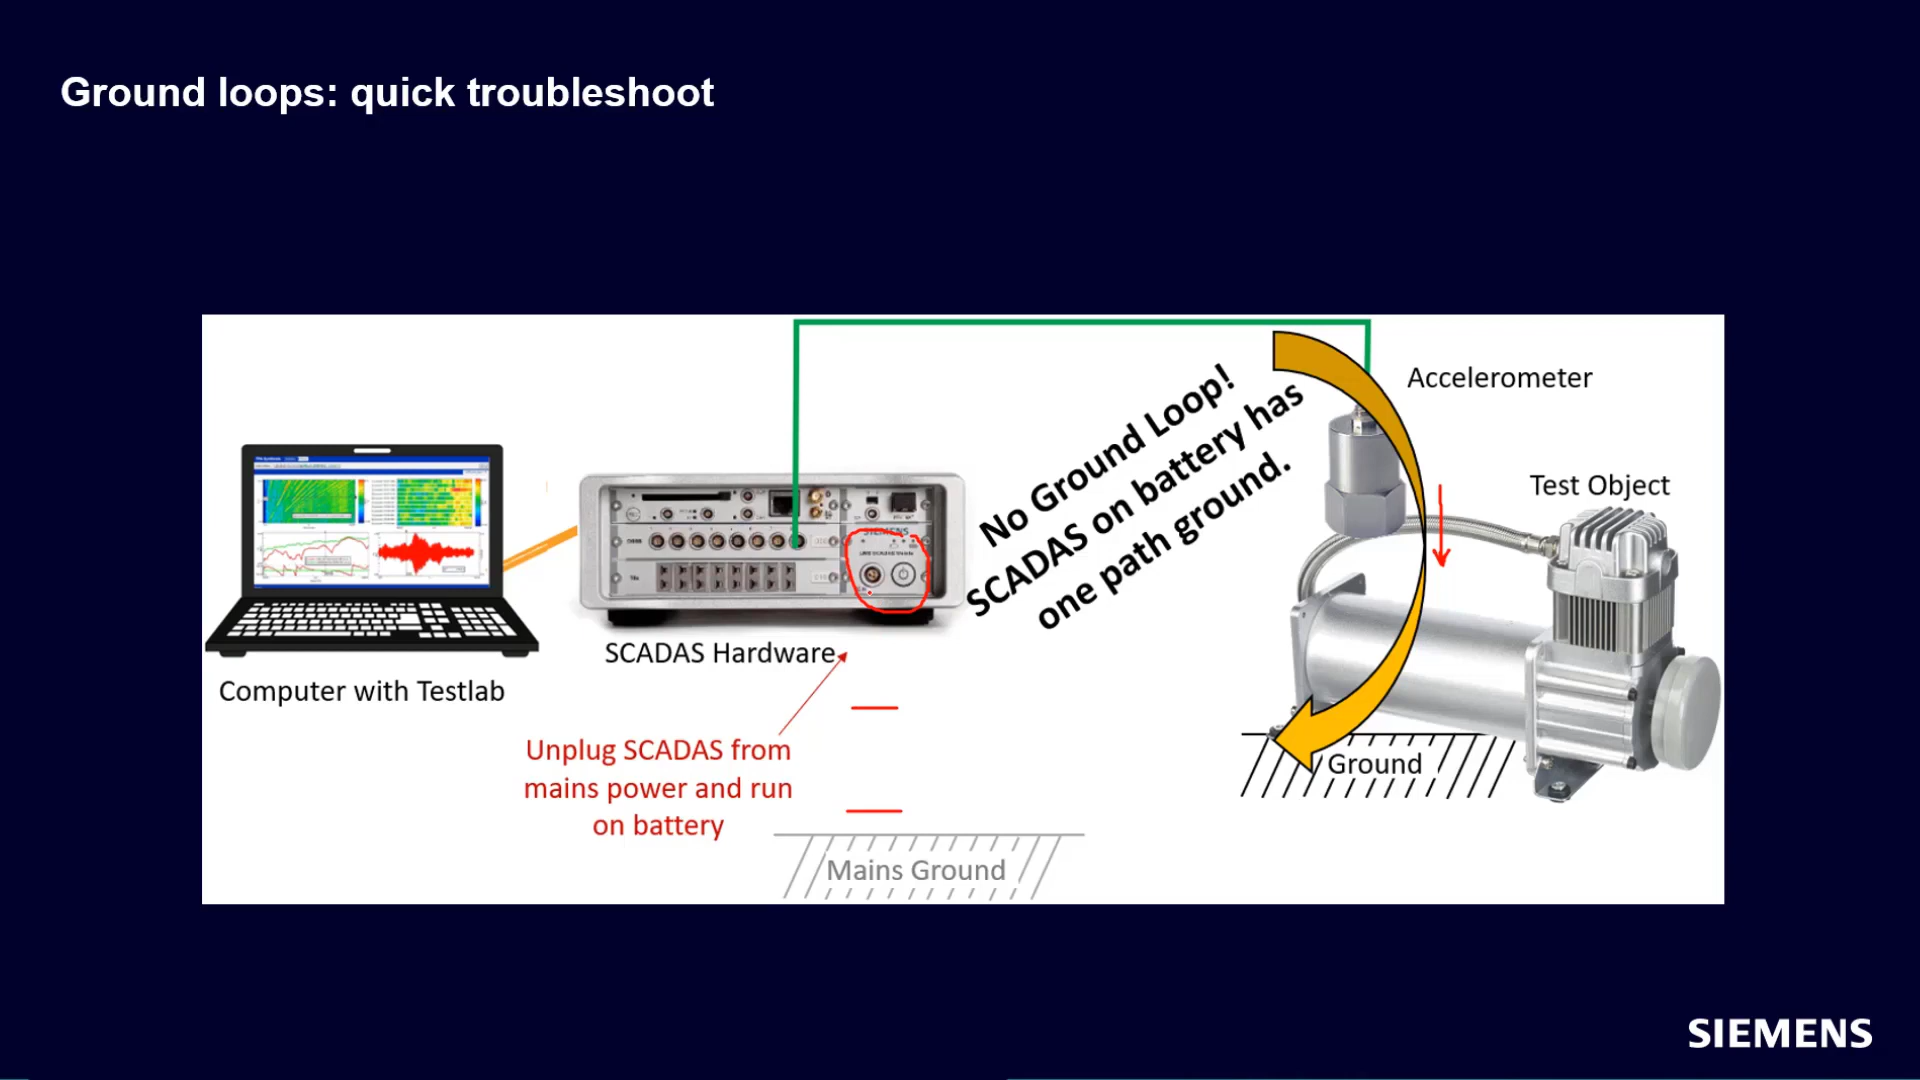 Ground loops: quick troubleshoot
No Ground Loop!
SCADAS on battery has
one path ground.
Accelerometer
Test Object
SIEMENS
SCADAS Hardware
Computer with Testlab
Unplug SCADAS from
mains power and run
on battery
Ground
Mains Ground
SIEMENS